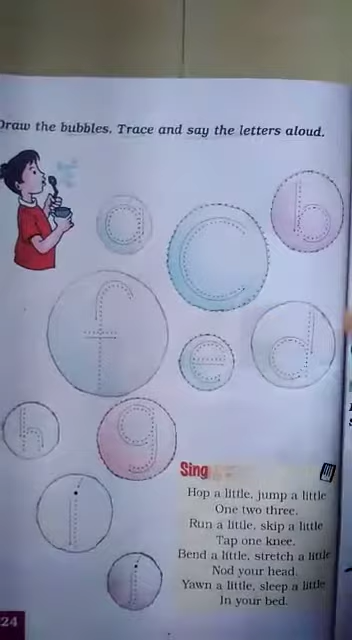 Draw the bubbles. Trace and say the letters aloud.
a
c
b
f
e
d
h
g
i
Sing
Hop a little, jump a little
One two three.
Run a little, skip a little
Tap one knee.
Bend a little, stretch a little
Nod your head.
Yawn a little, sleep a little
In your bed.
24